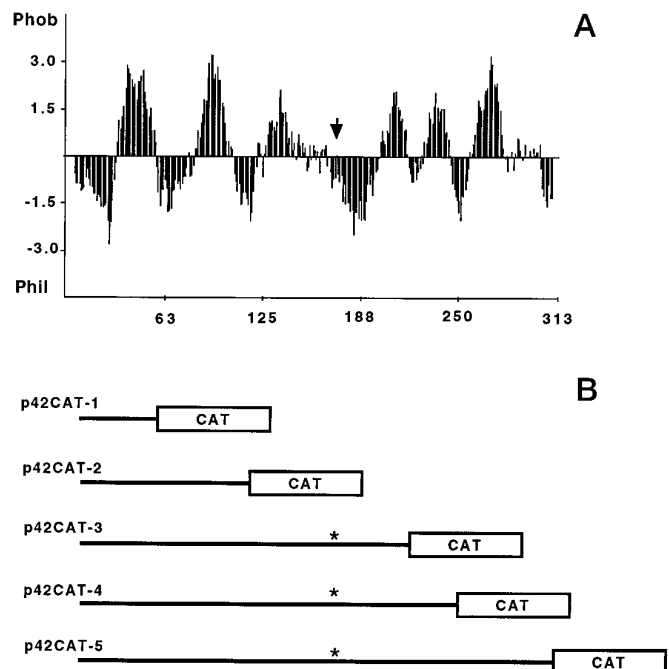 Phob
A
3.0
1.5
-1.5
-3.0
Phil
63 125 188 250 313
B
p42CAT-1
CAT
p42CAT-2
CAT
p42CAT-3
*
CAT
p42CAT-4
*
CAT
p42CAT-5
*
CAT